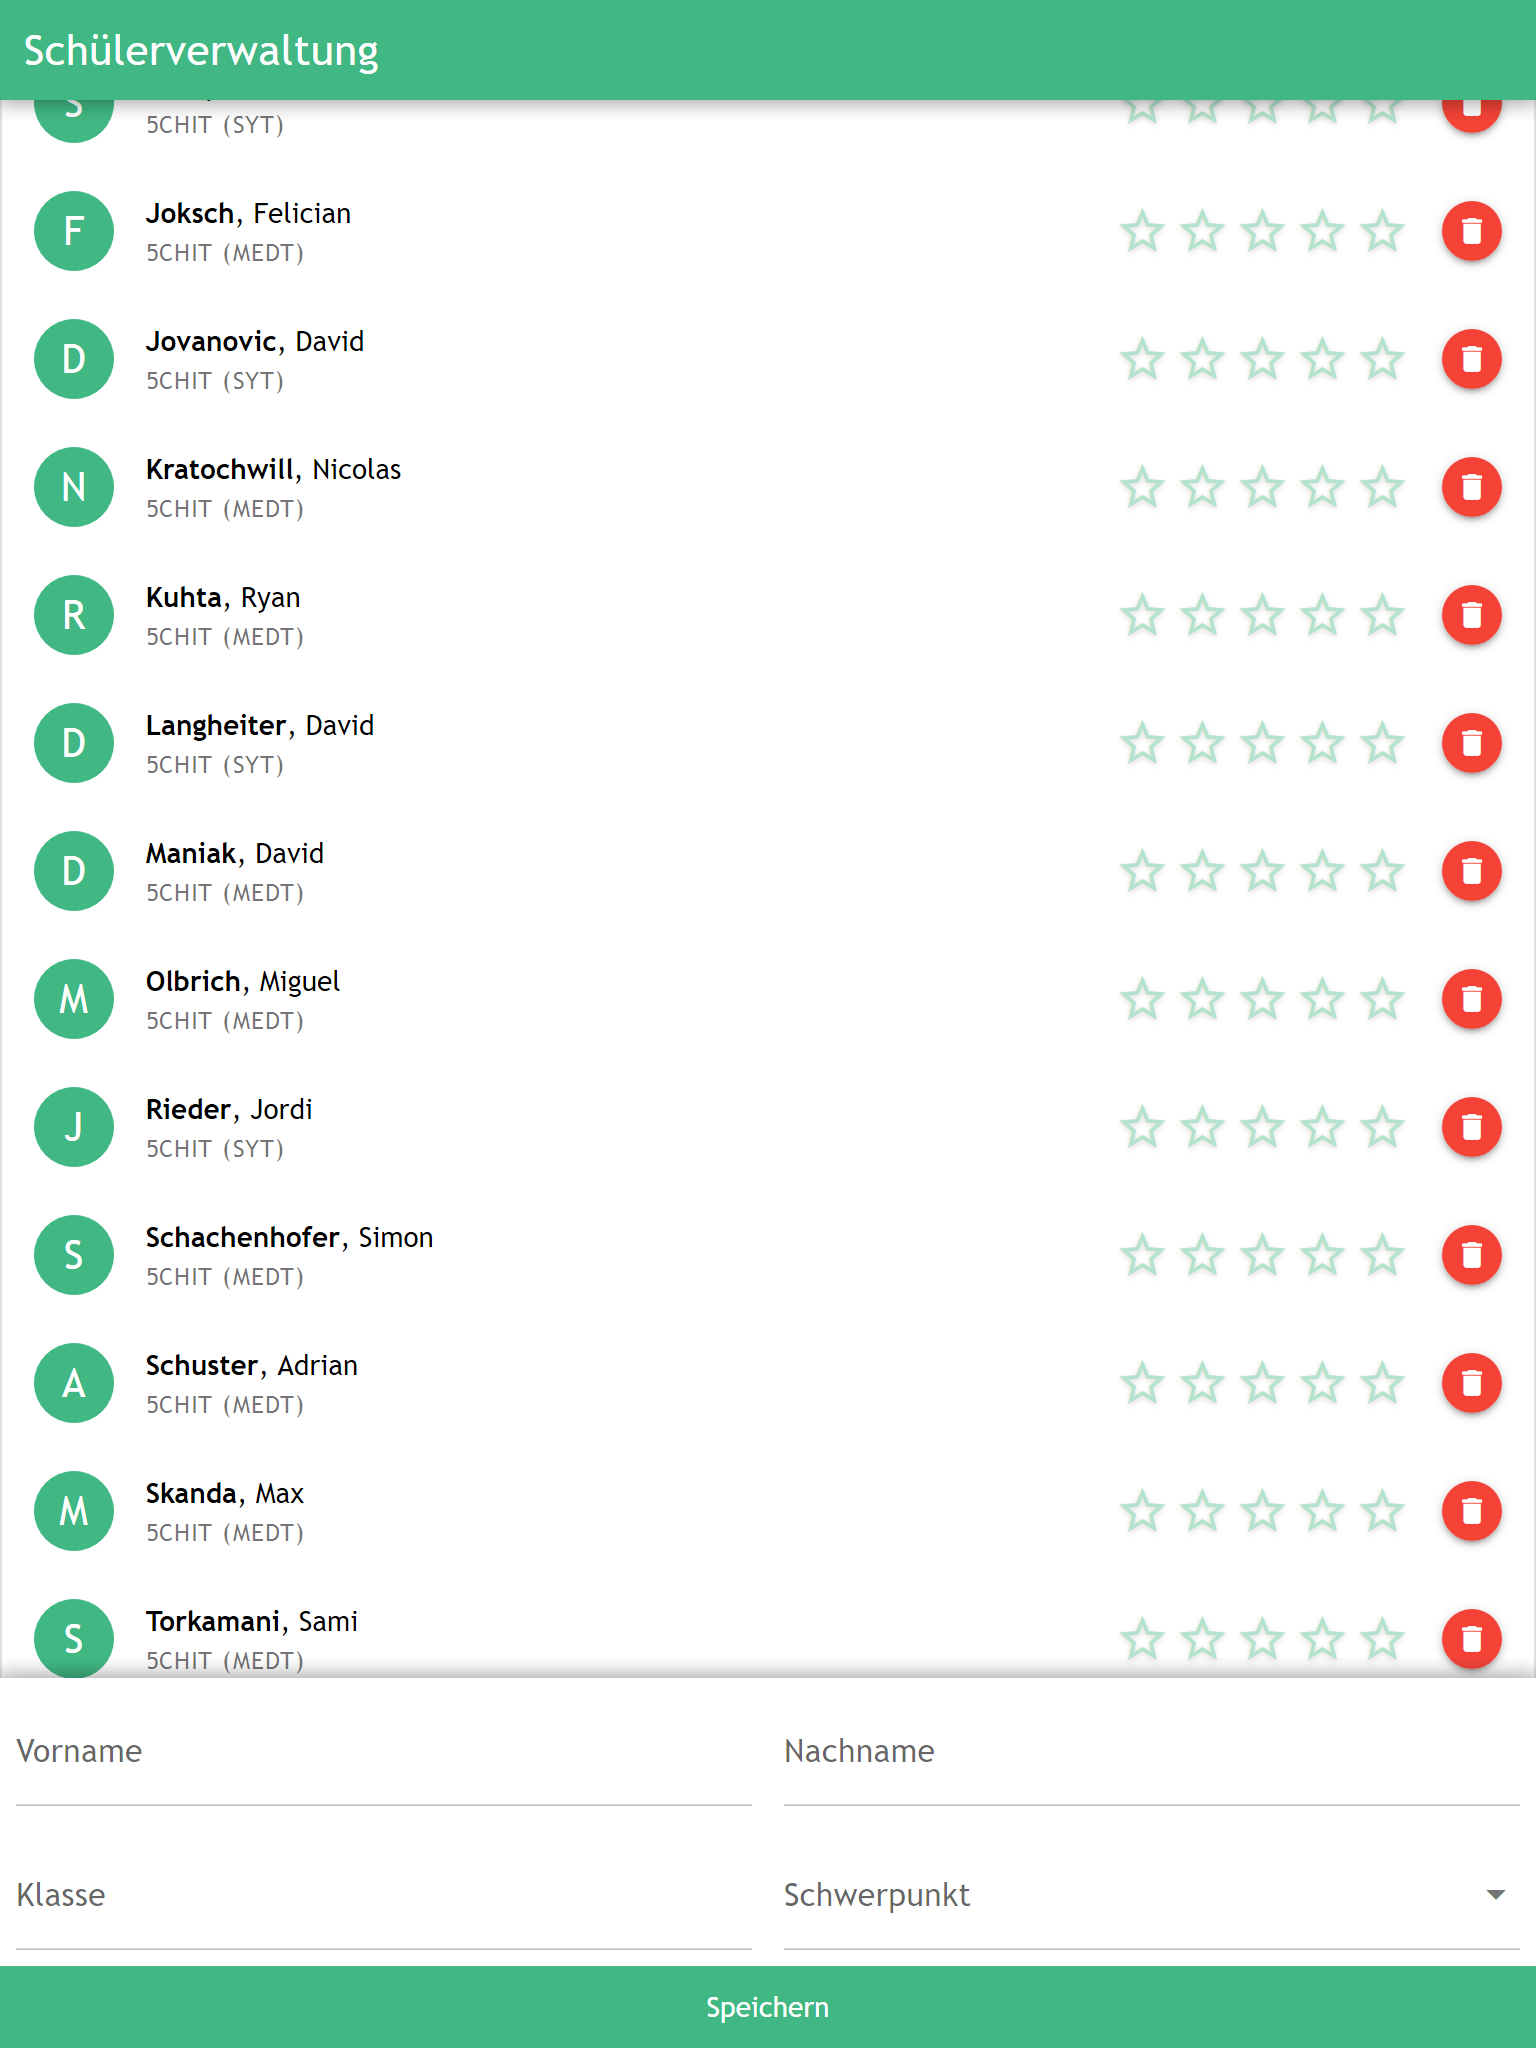 Schülerverwaltung
S
5CHIT (SYT)
F
Joksch, Felician
5CHIT (MEDT)
D
Jovanovic, David
5CHIT (SYT)
N
Kratochwill, Nicolas
5CHIT (MEDT)
R
Kuhta, Ryan
5CHIT (MEDT)
D
Langheiter, David
5CHIT (SYT)
D
Maniak, David
5CHIT (MEDT)
M
Olbrich, Miguel
5CHIT (MEDT)
J
Rieder, Jordi
5CHIT (SYT)
S
Schachenhofer, Simon
5CHIT (MEDT)
A
Schuster, Adrian
5CHIT (MEDT)
M
Skanda, Max
5CHIT (MEDT)
S
Torkamani, Sami
5CHIT (MEDT)
Vorname
Nachname
Klasse
Schwerpunkt
Speichern